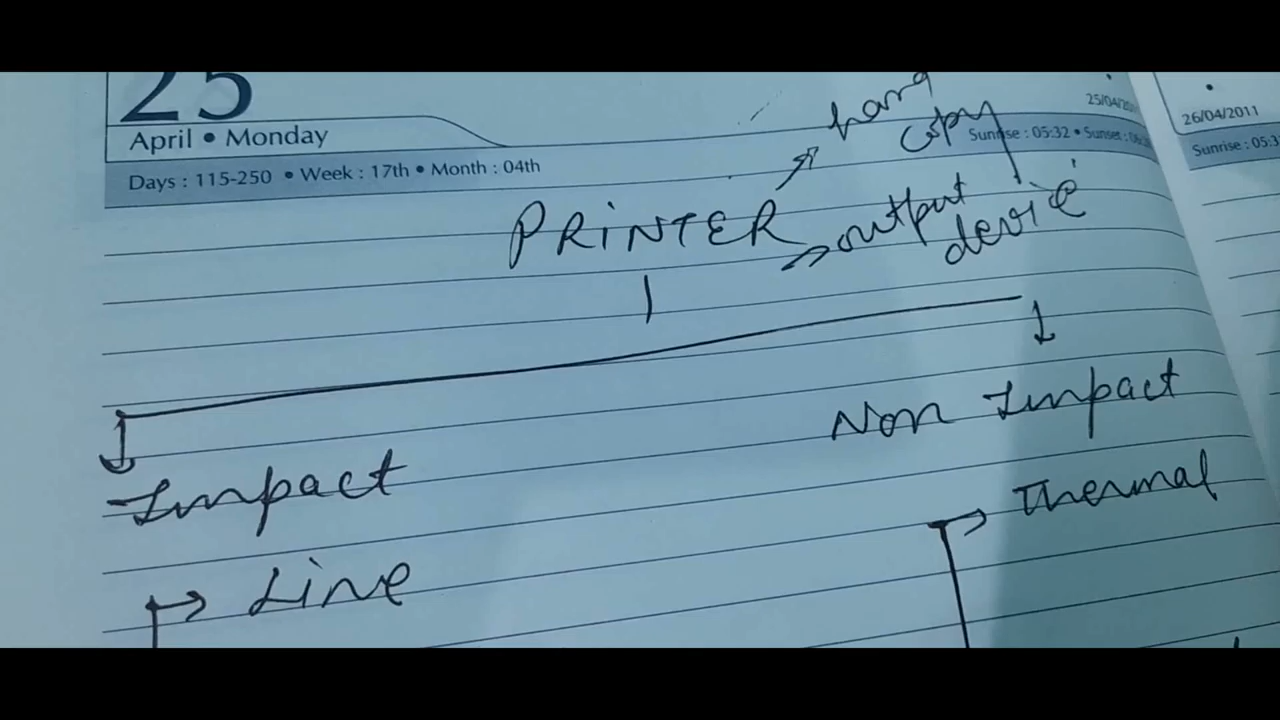 25
April • Monday
25/04/20
26/04/2011
Days : 115-250 • Week : 17th • Month : 04th
Sunrise : 05:32 • Sunset : 06:
Sunrise : 05:3
hard
copy
PRiNTER
output
device
Non Impact
Impact
Thermal
Line